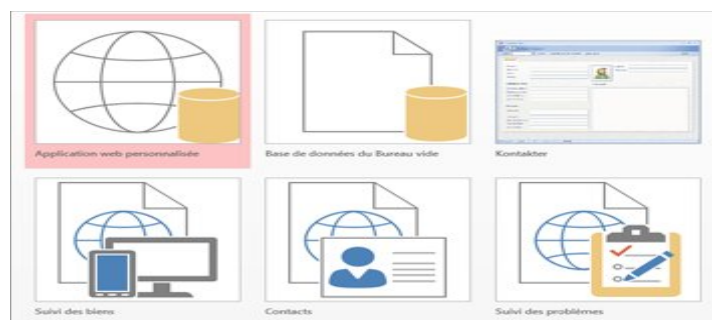 Application web personnalisée
Base de données du Bureau vide
Kontakter
Suivi des biens
Contacts
Suivi des problèmes